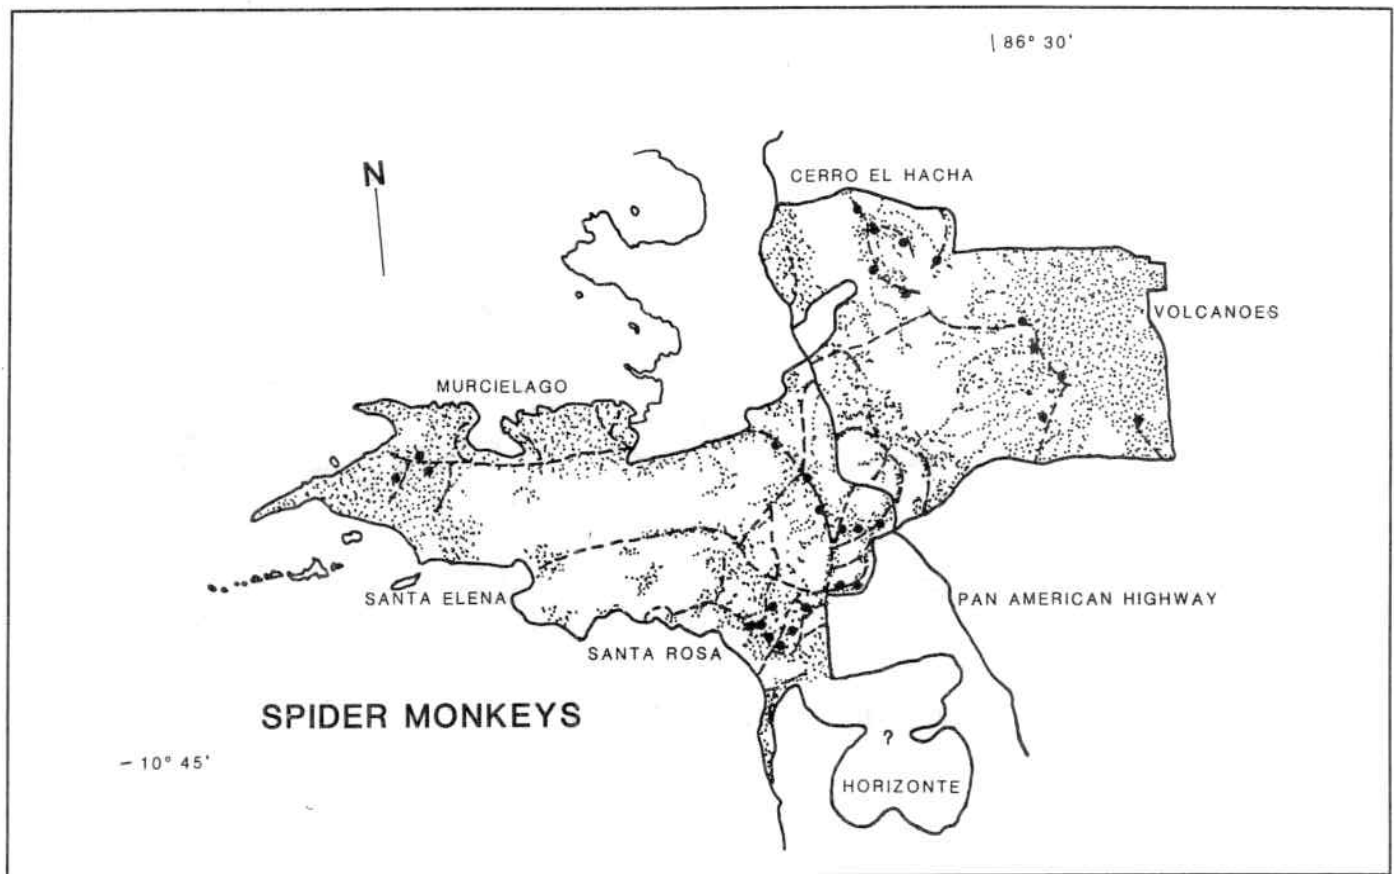 86° 30'
N
CERRO EL HACHA
VOLCANOES
MURCIELAGO
SANTA ELENA
PAN AMERICAN HIGHWAY
SANTA ROSA
SPIDER MONKEYS
?
10° 45'
HORIZONTE